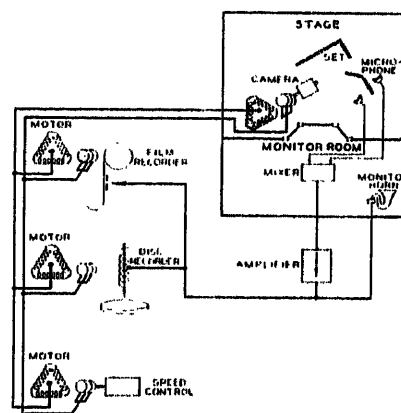 STAGE
SET
MICRO-
PHONE
CAMERA
MONITOR ROOM
MIXER
MONITOR
HORN
MOTOR
FILM
RECORDER
MOTOR
DISC
RECORDER
AMPLIFIER
MOTOR
SPEED
CONTROL